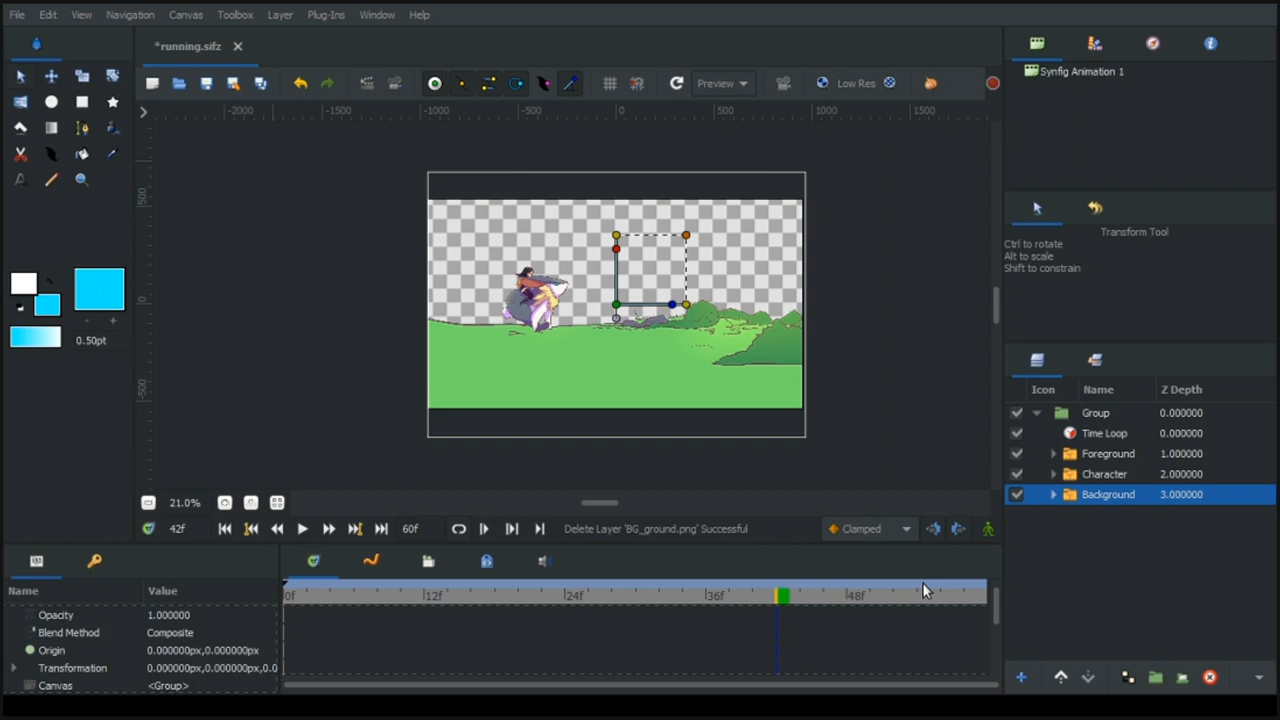 File Edit View Navigation Canvas Toolbox Layer Plug-Ins Window Help
*running.sifz
Preview Low Res
Synfig Animation 1
-2000 -1500 -1000 -500 0 500 1000 1500
500
0
-500
Transform Tool
Ctrl to rotate
Alt to scale
Shift to constrain
0.50pt
Icon Name Z Depth
Group 0.000000
Time Loop 0.000000
Foreground 1.000000
Character 2.000000
Background 3.000000
21.0%
42f 60f Delete Layer 'BG_ground.png' Successful Clamped
Name Value
0f 12f 24f 36f 48f
Opacity 1.000000
Blend Method Composite
Origin 0.000000px,0.000000px
Transformation 0.000000px,0.000000px,0.0
Canvas <Group>